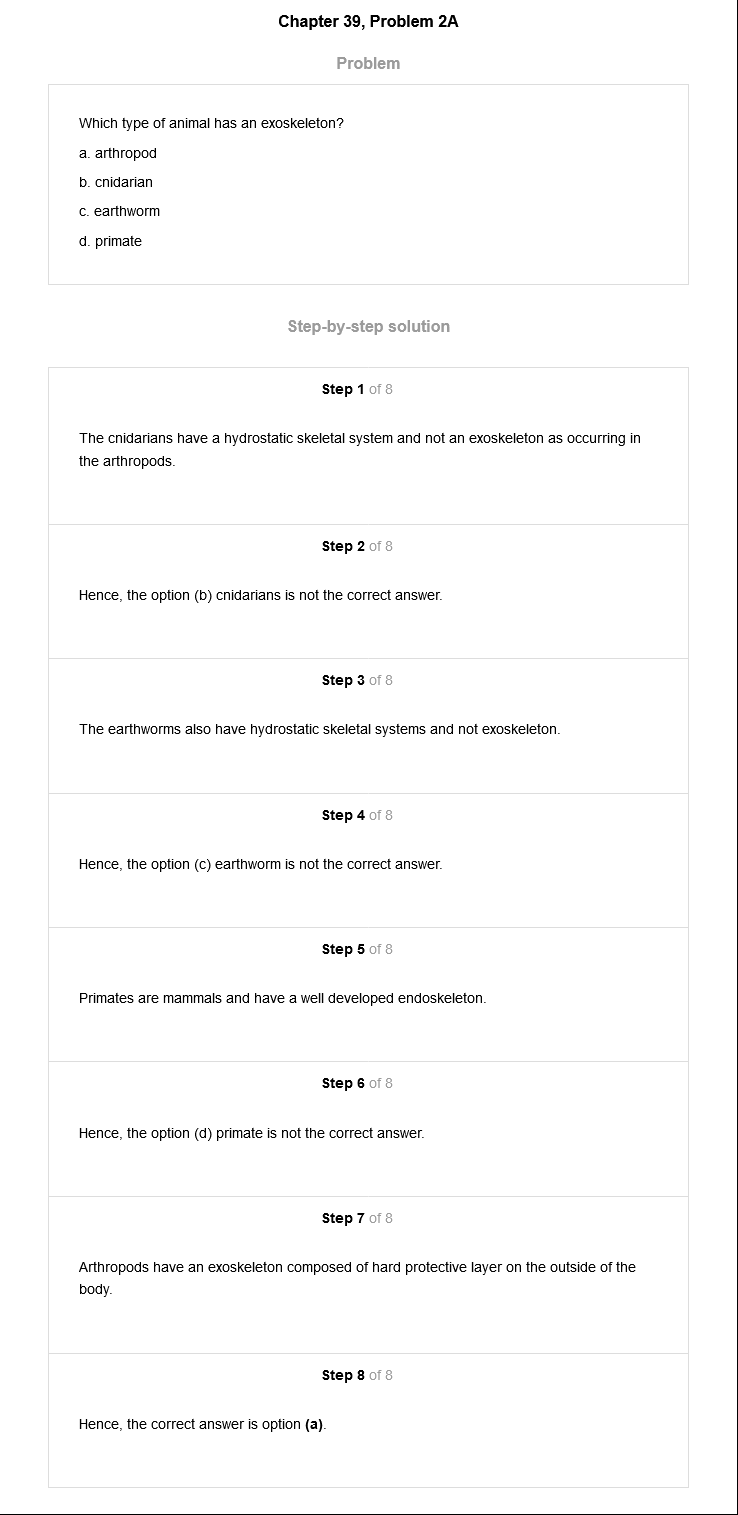 Chapter 39, Problem 2A
Problem
Which type of animal has an exoskeleton?
a. arthropod
b. cnidarian
c. earthworm
d. primate
Step-by-step solution
Step 1 of 8
The cnidarians have a hydrostatic skeletal system and not an exoskeleton as occurring in
the arthropods.
Step 2 of 8
Hence, the option (b) cnidarians is not the correct answer.
Step 3 of 8
The earthworms also have hydrostatic skeletal systems and not exoskeleton.
Step 4 of 8
Hence, the option (c) earthworm is not the correct answer.
Step 5 of 8
Primates are mammals and have a well developed endoskeleton.
Step 6 of 8
Hence, the option (d) primate is not the correct answer.
Step 7 of 8
Arthropods have an exoskeleton composed of hard protective layer on the outside of the
body.
Step 8 of 8
Hence, the correct answer is option (a).